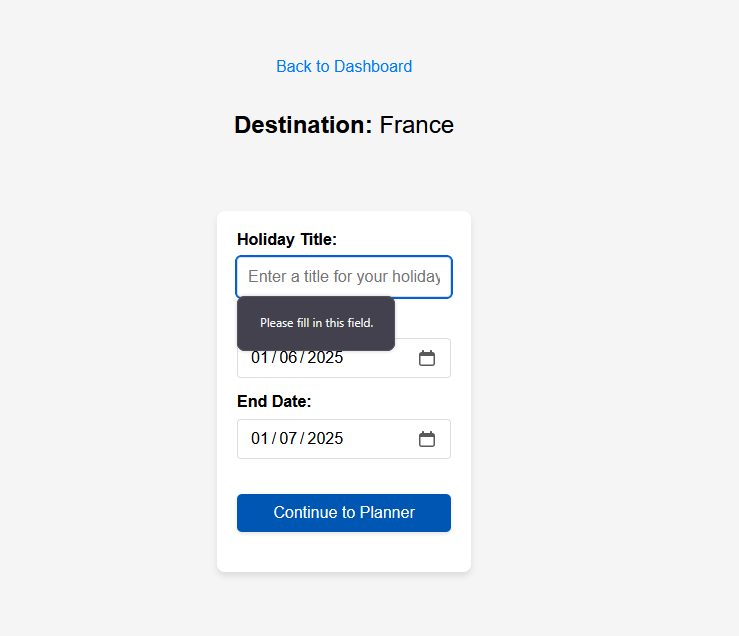 Back to Dashboard
Destination: France
Holiday Title:
Enter a title for your holiday
Please fill in this field.
01/06/2025
End Date:
01/07/2025
Continue to Planner